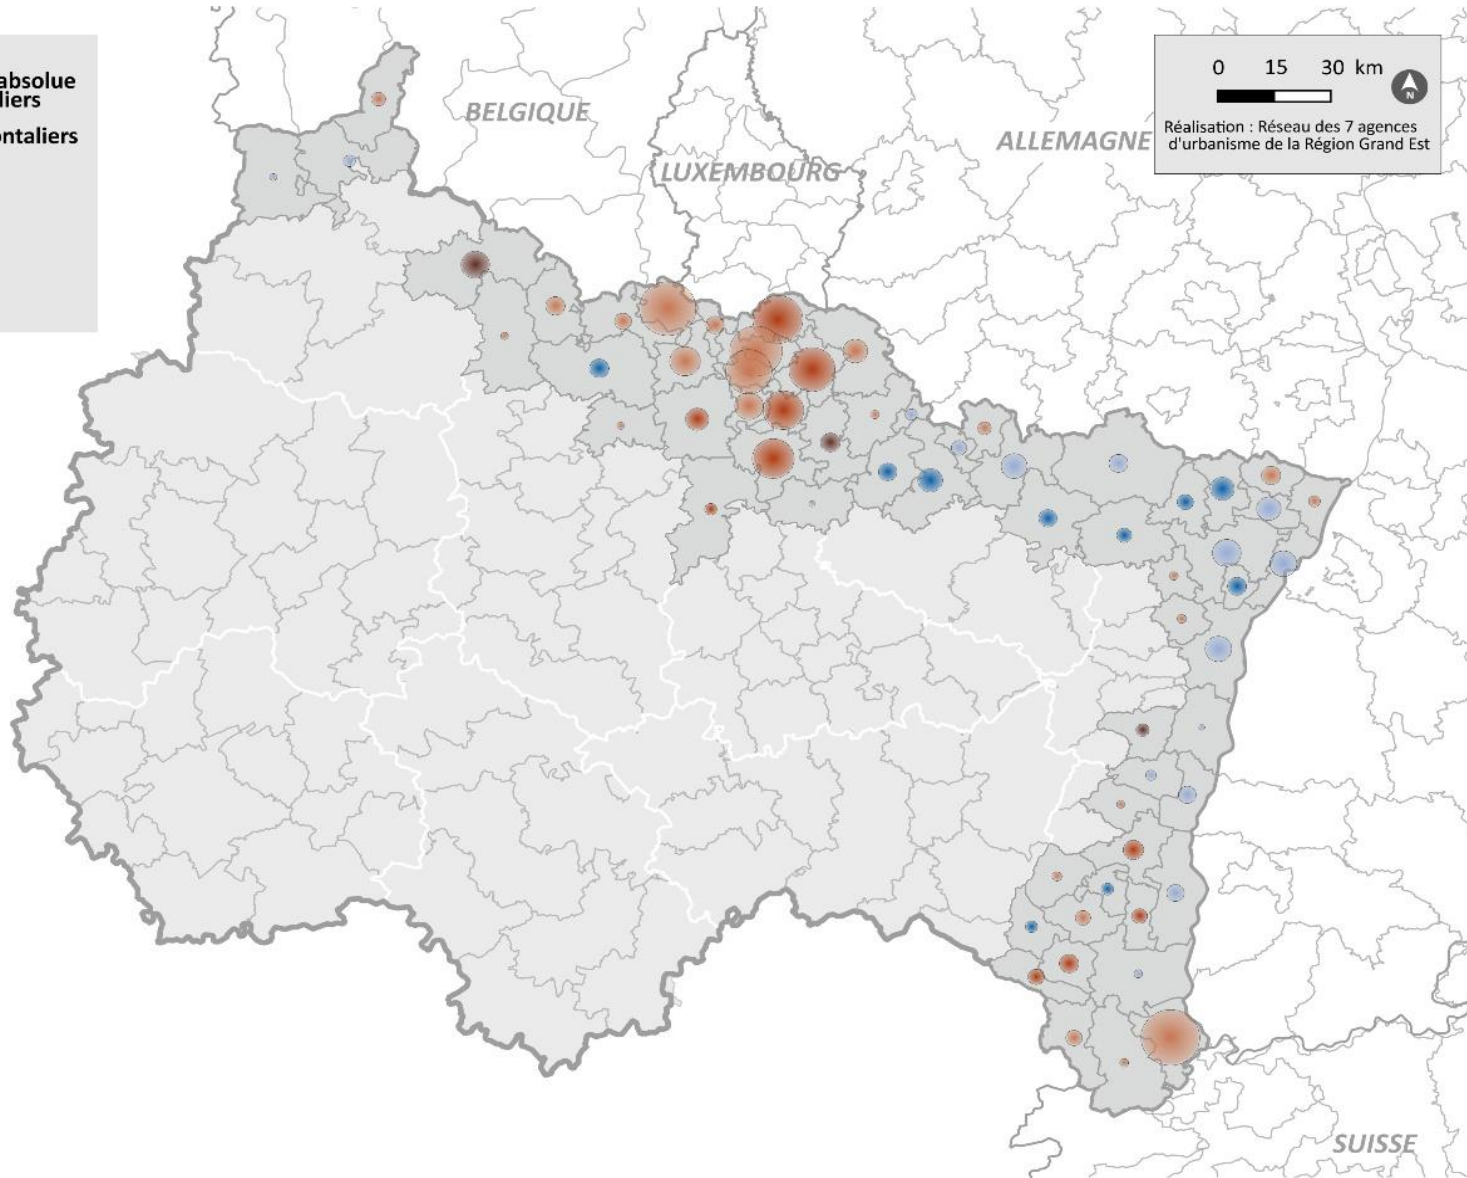 absolue
liers
ontaliers
BELGIQUE
LUXEMBOURG
ALLEMAGNE
0 15 30 km
N
Réalisation : Réseau des 7 agences
d'urbanisme de la Région Grand Est
SUISSE